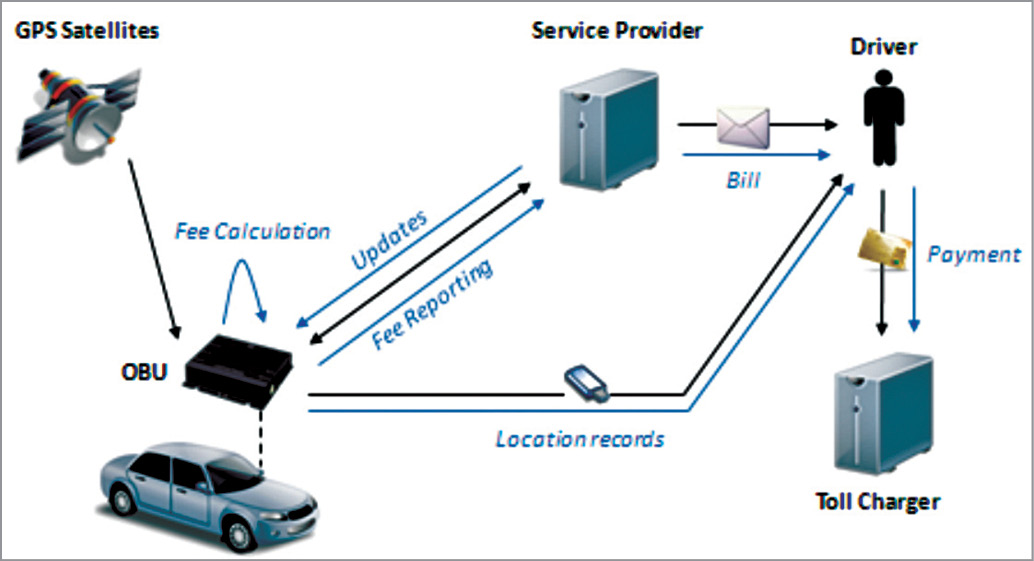 GPS Satellites
Service Provider
Driver
Bill
Fee Calculation
Updates
Fee Reporting
Payment
OBU
Location records
Toll Charger